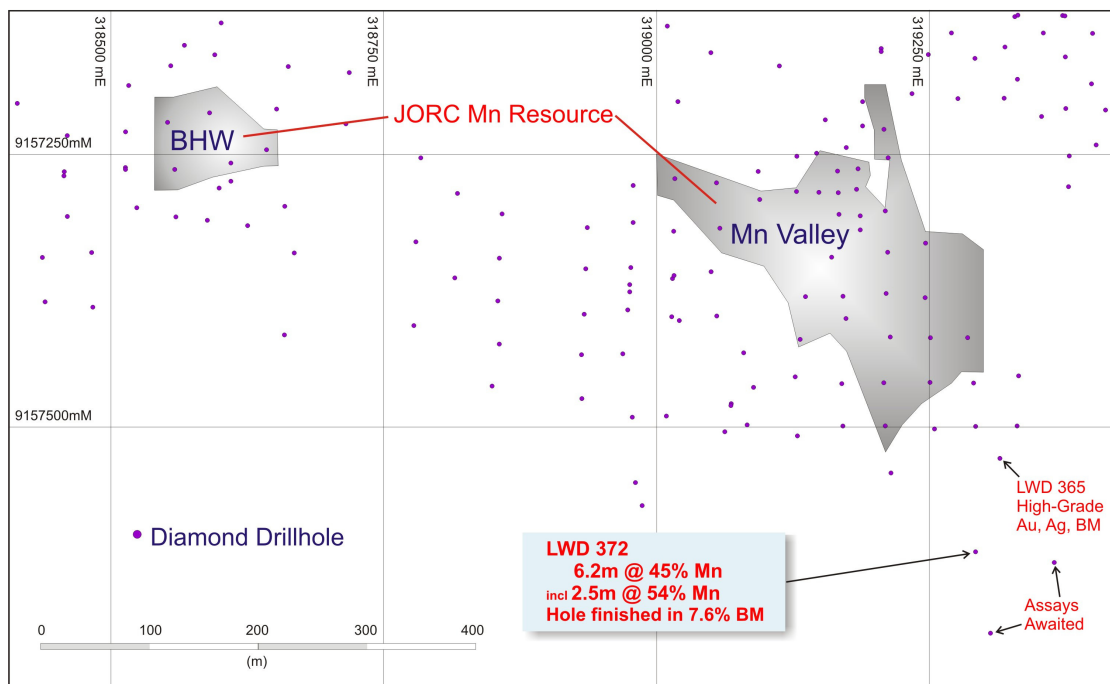 318500 mE
318750 mE
319000 mE
319250 mE
BHW
JORC Mn Resource
9157250mM
Mn Valley
9157500mM
LWD 365
High-Grade
Au, Ag, BM
Diamond Drillhole
LWD 372
6.2m @ 45% Mn
incl 2.5m @ 54% Mn
Hole finished in 7.6% BM
Assays
Awaited
0 100 200 300 400
(m)